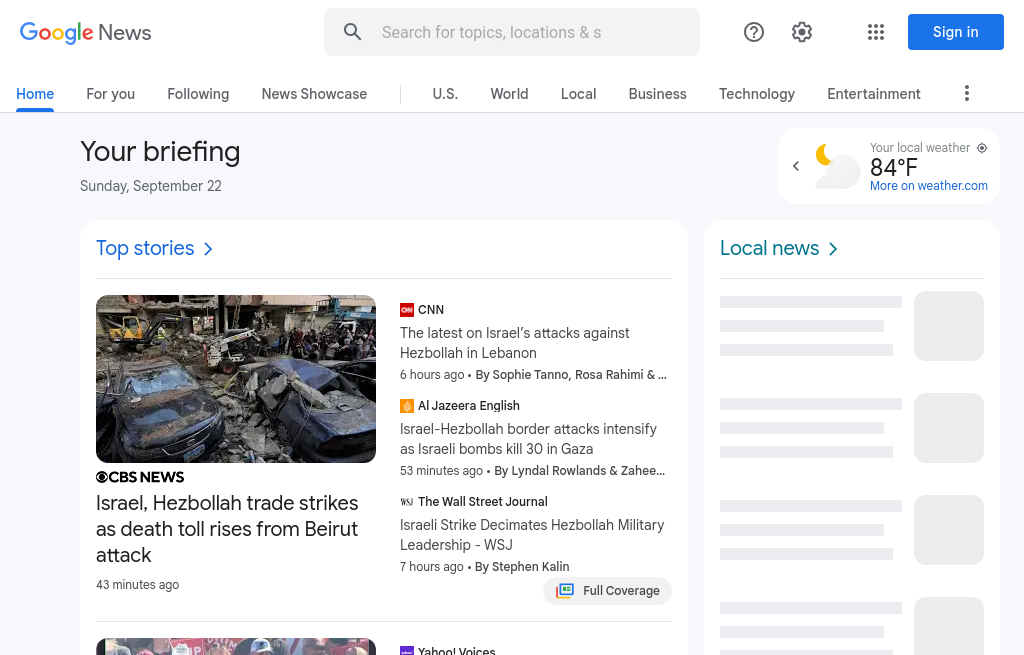 Google News
Search for topics, locations & s
Sign in
Home
For you
Following
News Showcase
U.S.
World
Local
Business
Technology
Entertainment
Your briefing
Sunday, September 22
Your local weather
84°F
More on weather.com
Top stories
CBS NEWS
Israel, Hezbollah trade strikes
as death toll rises from Beirut
attack
43 minutes ago
CNN
The latest on Israel’s attacks against
Hezbollah in Lebanon
6 hours ago • By Sophie Tanno, Rosa Rahimi & ...
Al Jazeera English
Israel-Hezbollah border attacks intensify
as Israeli bombs kill 30 in Gaza
53 minutes ago • By Lyndal Rowlands & Zahee...
WSJ The Wall Street Journal
Israeli Strike Decimates Hezbollah Military
Leadership - WSJ
7 hours ago • By Stephen Kalin
Full Coverage
Yahoo! Voices
Local news